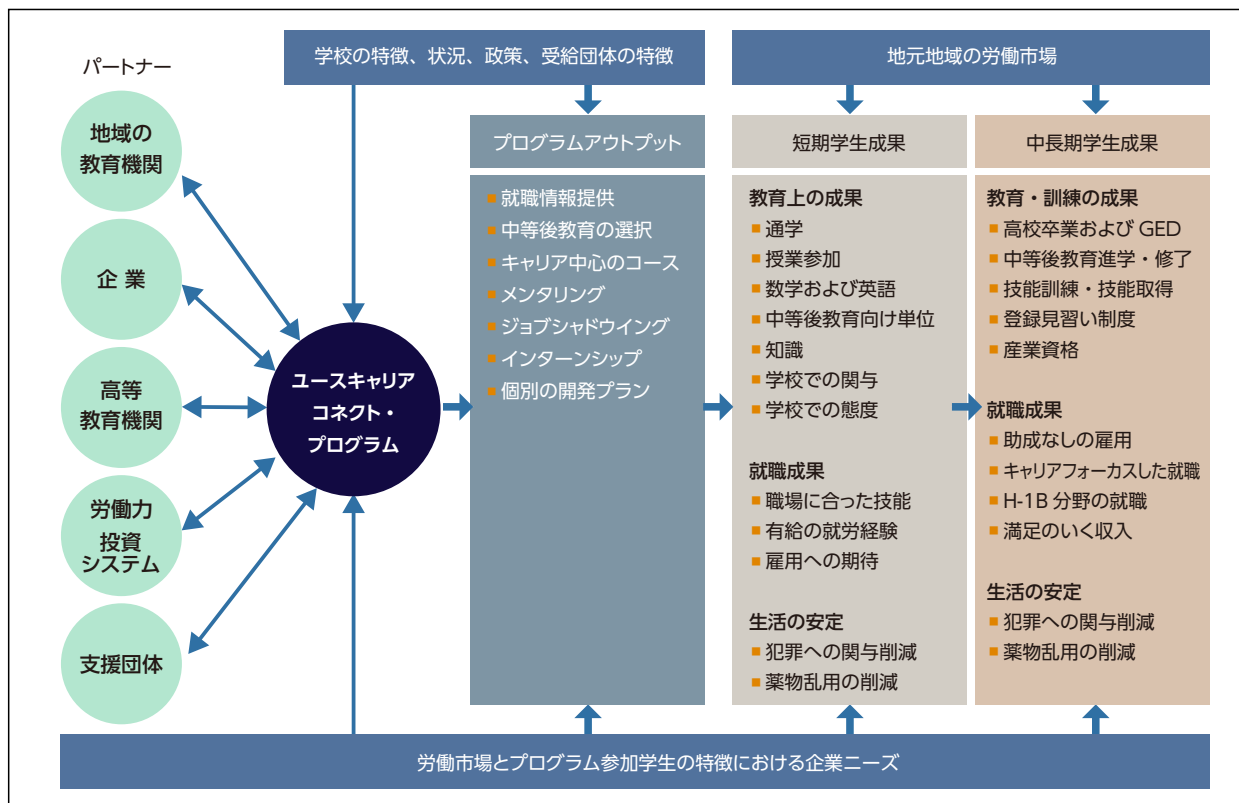 学校の特徴、状況、政策、受給団体の特徴
地元地域の労働市場
パートナー
地域の
教育機関
企 業
高等
教育機関
労働力
投資
システム
支援団体
ユースキャリア
コネクト・
プログラム
プログラムアウトプット
就職情報提供
中等後教育の選択
キャリア中心のコース
メンタリング
ジョブシャドウイング
インターンシップ
個別の開発プラン
短期学生成果
教育上の成果
通学
授業参加
数学および英語
中等後教育向け単位
知識
学校での関与
学校での態度
就職成果
職場に合った技能
有給の就労経験
雇用への期待
生活の安定
犯罪への関与削減
薬物乱用の削減
中長期学生成果
教育・訓練の成果
高校卒業および GED
中等後教育進学・修了
技能訓練・技能取得
登録見習い制度
産業資格
就職成果
助成なしの雇用
キャリアフォーカスした就職
H-1B 分野の就職
満足のいく収入
生活の安定
犯罪への関与削減
薬物乱用の削減
労働市場とプログラム参加学生の特徴における企業ニーズ